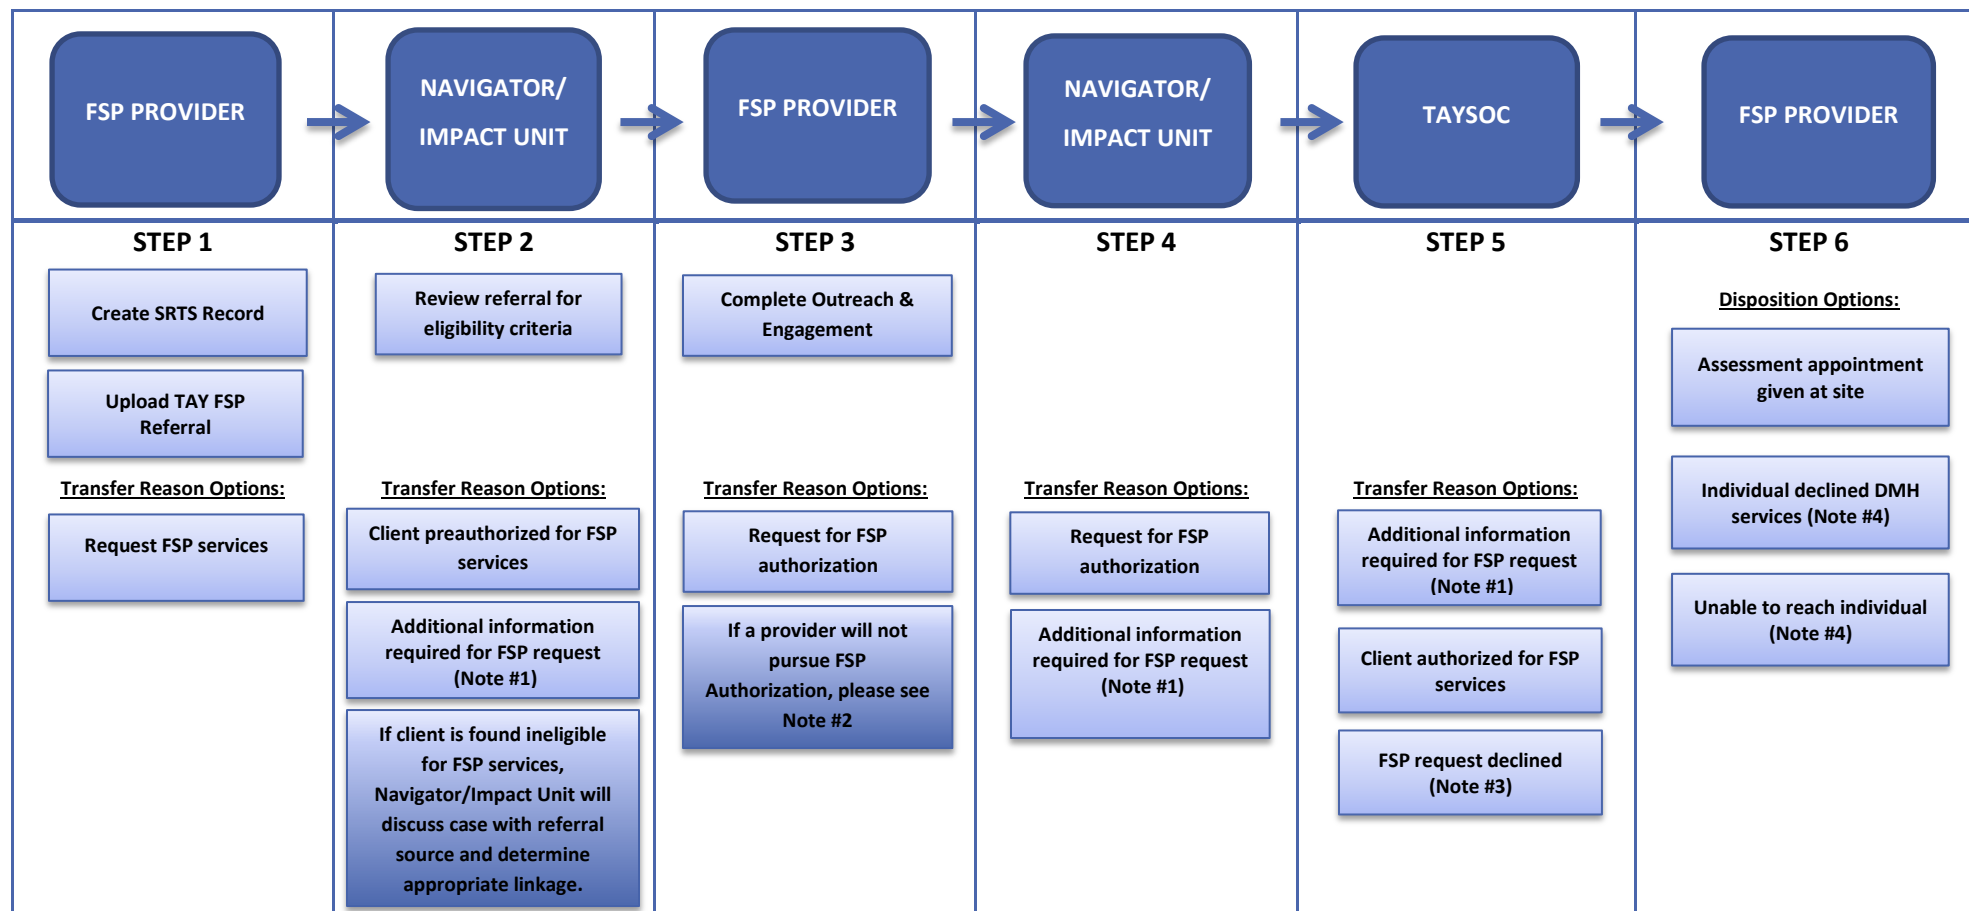 FSP PROVIDER
NAVIGATOR/
IMPACT UNIT
FSP PROVIDER
NAVIGATOR/
IMPACT UNIT
TAYSOC
FSP PROVIDER
STEP 1
Create SRTS Record
Upload TAY FSP
Referral
Transfer Reason Options:
Request FSP services
STEP 2
Review referral for
eligibility criteria
Transfer Reason Options:
Client preauthorized for FSP
services
Additional information
required for FSP request
(Note #1)
If client is found ineligible
for FSP services,
Navigator/Impact Unit will
discuss case with referral
source and determine
appropriate linkage.
STEP 3
Complete Outreach &
Engagement
Transfer Reason Options:
Request for FSP
authorization
If a provider will not
pursue FSP
Authorization, please see
Note #2
STEP 4
Transfer Reason Options:
Request for FSP
authorization
Additional information
required for FSP request
(Note #1)
STEP 5
Transfer Reason Options:
Additional information
required for FSP request
(Note #1)
Client authorized for FSP
services
FSP request declined
(Note #3)
STEP 6
Disposition Options:
Assessment appointment
given at site
Individual declined DMH
services (Note #4)
Unable to reach individual
(Note #4)